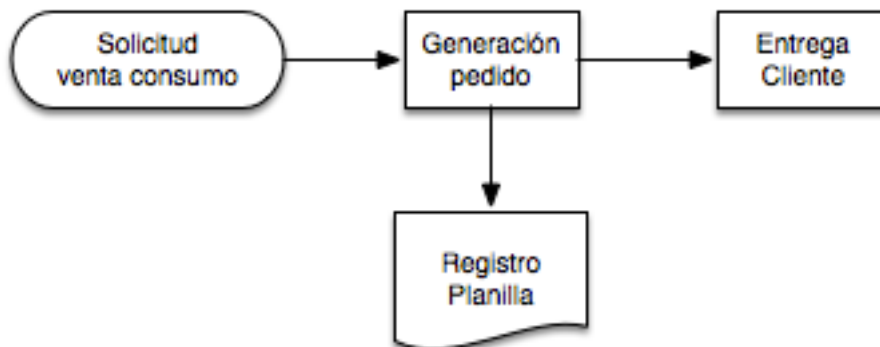 Solicitud
venta consumo
Generación
pedido
Entrega
Cliente
Registro
Planilla